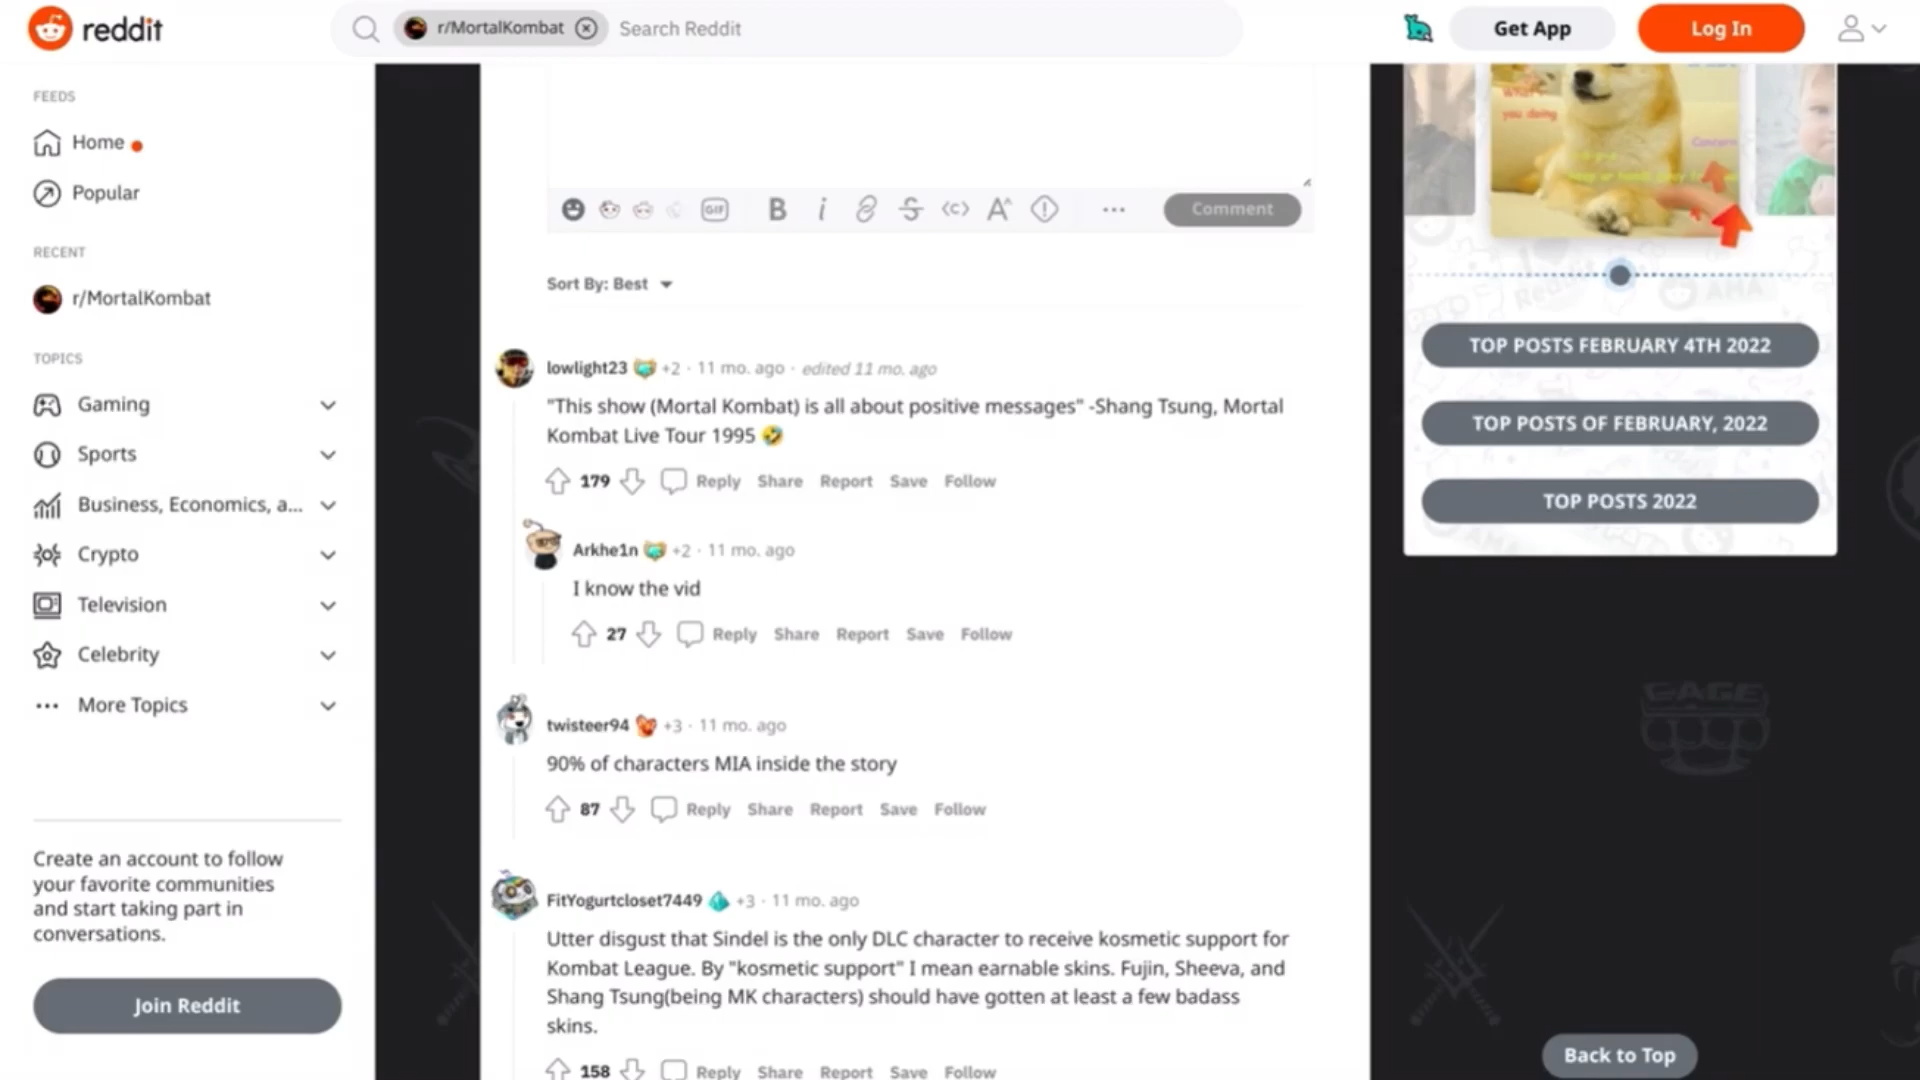 reddit
r/MortalKombat
Search Reddit
Get App
Log In
FEEDS
Home
Popular
RECENT
r/MortalKombat
TOPICS
Gaming
Sports
Business, Economics, a...
Crypto
Television
Celebrity
More Topics
Create an account to follow
your favorite communities
and start taking part in
conversations.
Join Reddit
GIF
B i
Comment
Sort By: Best
lowlight23 +2 · 11 mo. ago · edited 11 mo. ago
"This show (Mortal Kombat) is all about positive messages" -Shang Tsung, Mortal
Kombat Live Tour 1995 🤣
179 Reply Share Report Save Follow
Arkhe1n +2 · 11 mo. ago
I know the vid
27 Reply Share Report Save Follow
twisteer94 +3 · 11 mo. ago
90% of characters MIA inside the story
87 Reply Share Report Save Follow
FitYogurtcloset7449 +3 · 11 mo. ago
Utter disgust that Sindel is the only DLC character to receive kosmetic support for
Kombat League. By "kosmetic support" I mean earnable skins. Fujin, Sheeva, and
Shang Tsung(being MK characters) should have gotten at least a few badass
skins.
158 Reply Share Report Save Follow
you doing
Concern
AMA
TOP POSTS FEBRUARY 4TH 2022
TOP POSTS OF FEBRUARY, 2022
TOP POSTS 2022
CAGE
Back to Top